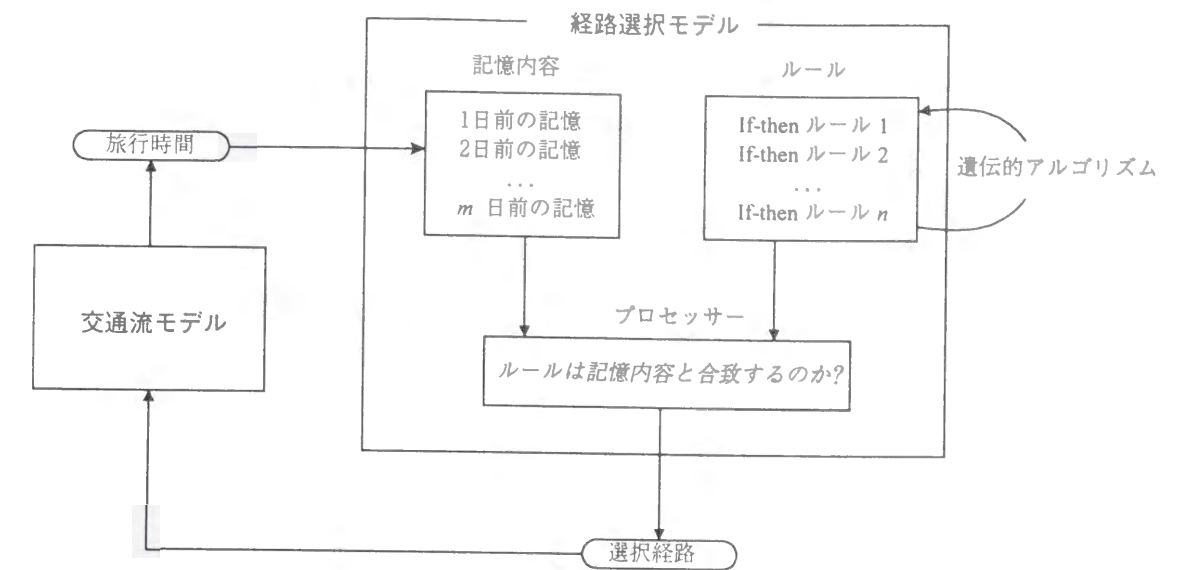 経路選択モデル
記憶内容
1日前の記憶
2日前の記憶
...
m 日前の記憶
ルール
If-then ルール 1
If-then ルール 2
...
If-then ルール n
遺伝的アルゴリズム
旅行時間
交通流モデル
プロセッサー
ルールは記憶内容と合致するのか?
選択経路